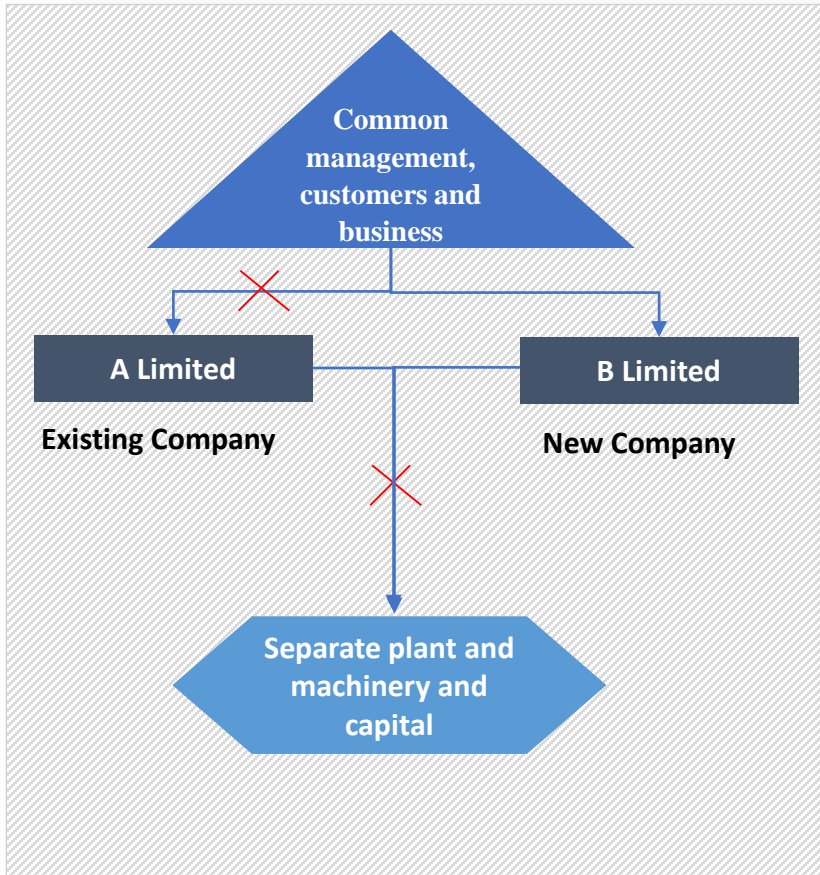 Common
management,
customers and
business
A Limited
B Limited
Existing Company
New Company
Separate plant and
machinery and
capital